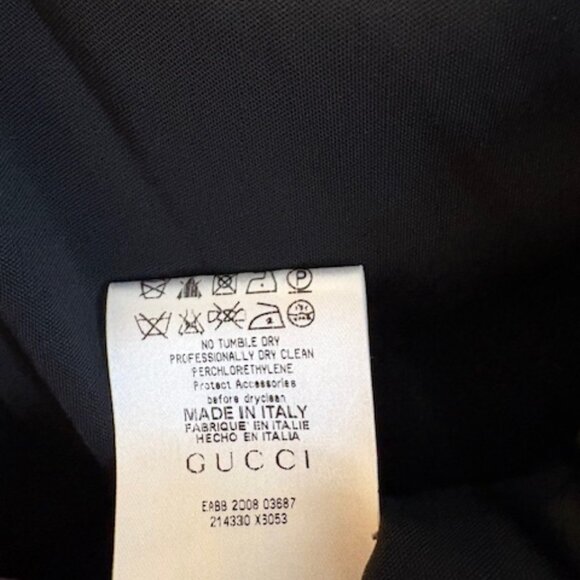 P
NO TUMBLE DRY
PROFESSIONALLY DRY CLEAN
PERCHLORETHYLENE
Protect Accessories
before dryclean
MADE IN ITALY
FABRIQUE' EN ITALIE
HECHO EN ITALIA
GUCCI
EABB 2008 03687
214330 X3053